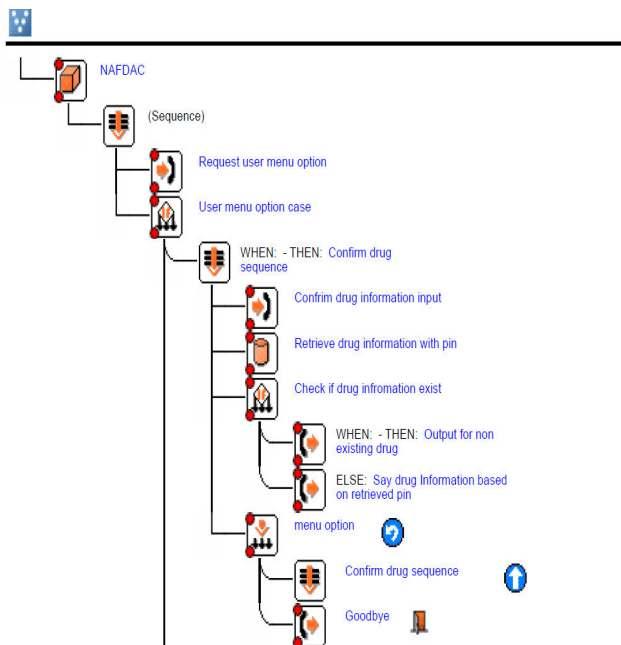 NAFDAC
(Sequence)
Request user menu option
User menu option case
WHEN: - THEN: Confirm drug
sequence
Confrim drug information input
Retrieve drug information with pin
Check if drug infromation exist
WHEN: - THEN: Output for non
existing drug
ELSE: Say drug Information based
on retrieved pin
menu option
Confirm drug sequence
Goodbye